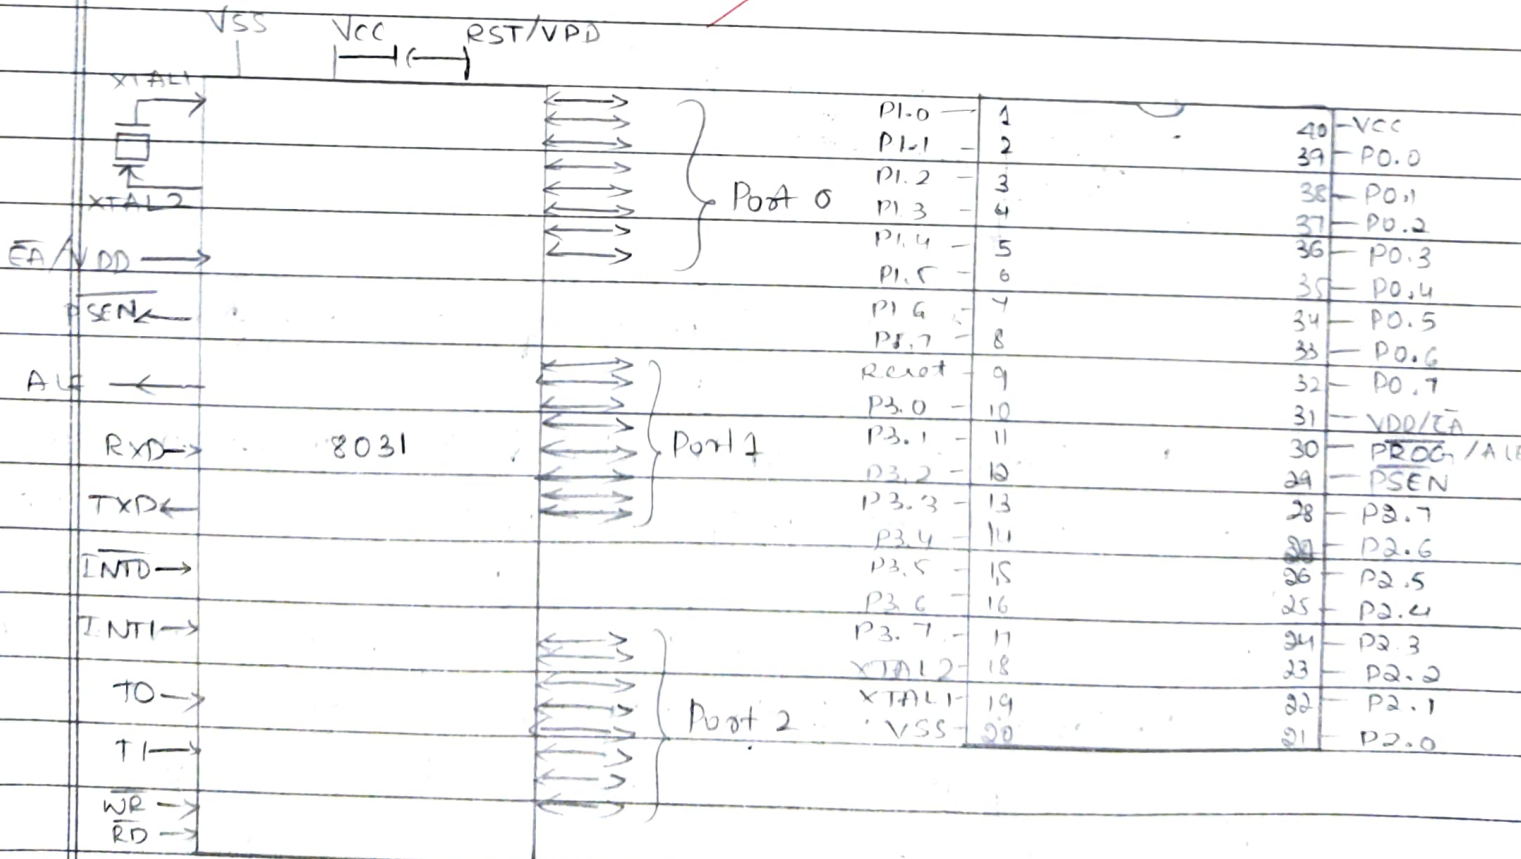 VSS VCC RST/VPD
XTAL1
XTAL2
EA/VDD
PSEN
ALE
RXD
TXD
INT0
INT1
T0
T1
WR
RD
8031
Port 0
Port 1
Port 2
P1.0 1
P1.1 2
P1.2 3
P1.3 4
P1.4 5
P1.5 6
P1.6 7
P1.7 8
Reset 9
P3.0 10
P3.1 11
P3.2 12
P3.3 13
P3.4 14
P3.5 15
P3.6 16
P3.7 17
XTAL2 18
XTAL1 19
VSS 20
40 VCC
39 P0.0
38 P0.1
37 P0.2
36 P0.3
35 P0.4
34 P0.5
33 P0.6
32 P0.7
31 VDD/EA
30 PROG/ALE
29 PSEN
28 P2.7
P2.6
26 P2.5
25 P2.4
24 P2.3
23 P2.2
22 P2.1
21 P2.0